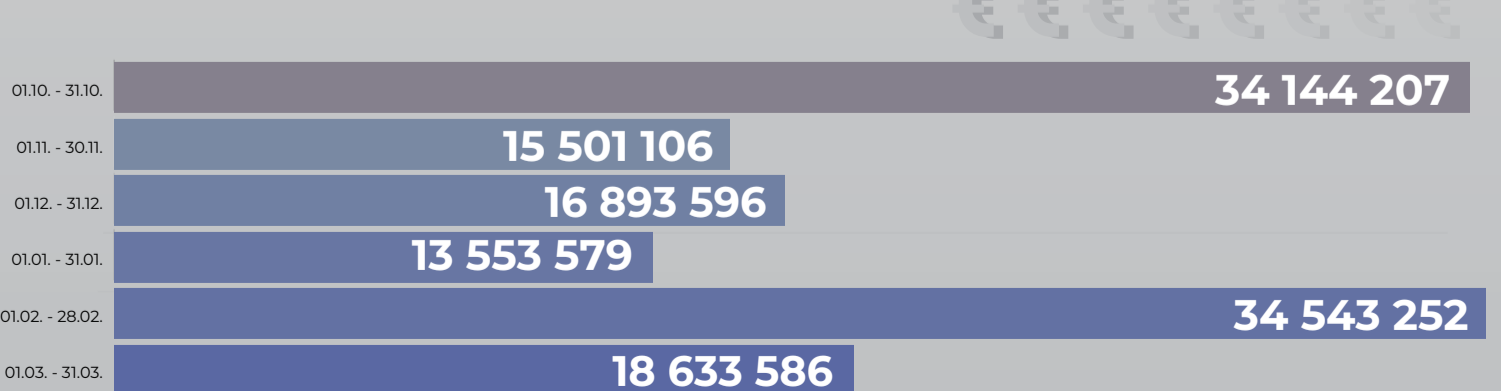 € € € € € € € €
01.10. - 31.10. 34 144 207
01.11. - 30.11. 15 501 106
01.12. - 31.12. 16 893 596
01.01. - 31.01. 13 553 579
01.02. - 28.02. 34 543 252
01.03. - 31.03. 18 633 586